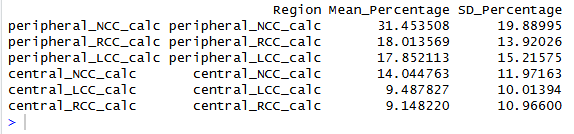 Region Mean_Percentage SD_Percentage
peripheral_NCC_calc peripheral_NCC_calc 31.453508 19.88995
peripheral_RCC_calc peripheral_RCC_calc 18.013569 13.92026
peripheral_LCC_calc peripheral_LCC_calc 17.852113 15.21575
central_NCC_calc central_NCC_calc 14.044763 11.97163
central_LCC_calc central_LCC_calc 9.487827 10.01394
central_RCC_calc central_RCC_calc 9.148220 10.96600
>